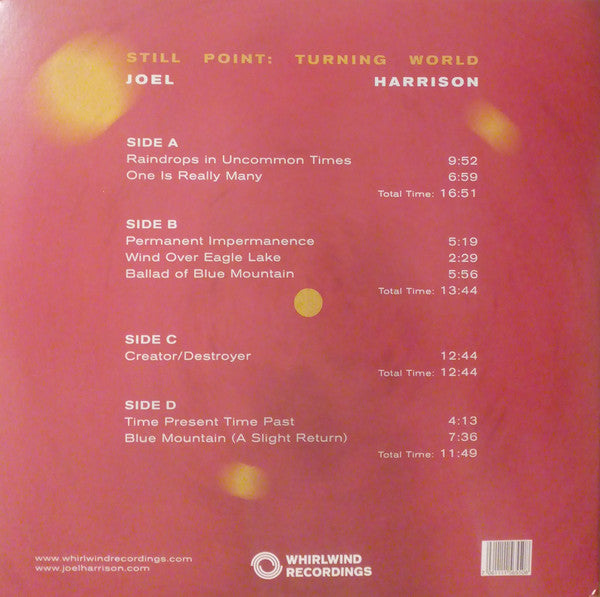 STILL POINT: TURNING WORLD
JOEL HARRISON
SIDE A
Raindrops in Uncommon Times 9:52
One Is Really Many 6:59
Total Time: 16:51
SIDE B
Permanent Impermanence 5:19
Wind Over Eagle Lake 2:29
Ballad of Blue Mountain 5:56
Total Time: 13:44
SIDE C
Creator/Destroyer 12:44
Total Time: 12:44
SIDE D
Time Present Time Past 4:13
Blue Mountain (A Slight Return) 7:36
Total Time: 11:49
www.whirlwindrecordings.com
www.joelharrison.com
WHIRLWIND
RECORDINGS